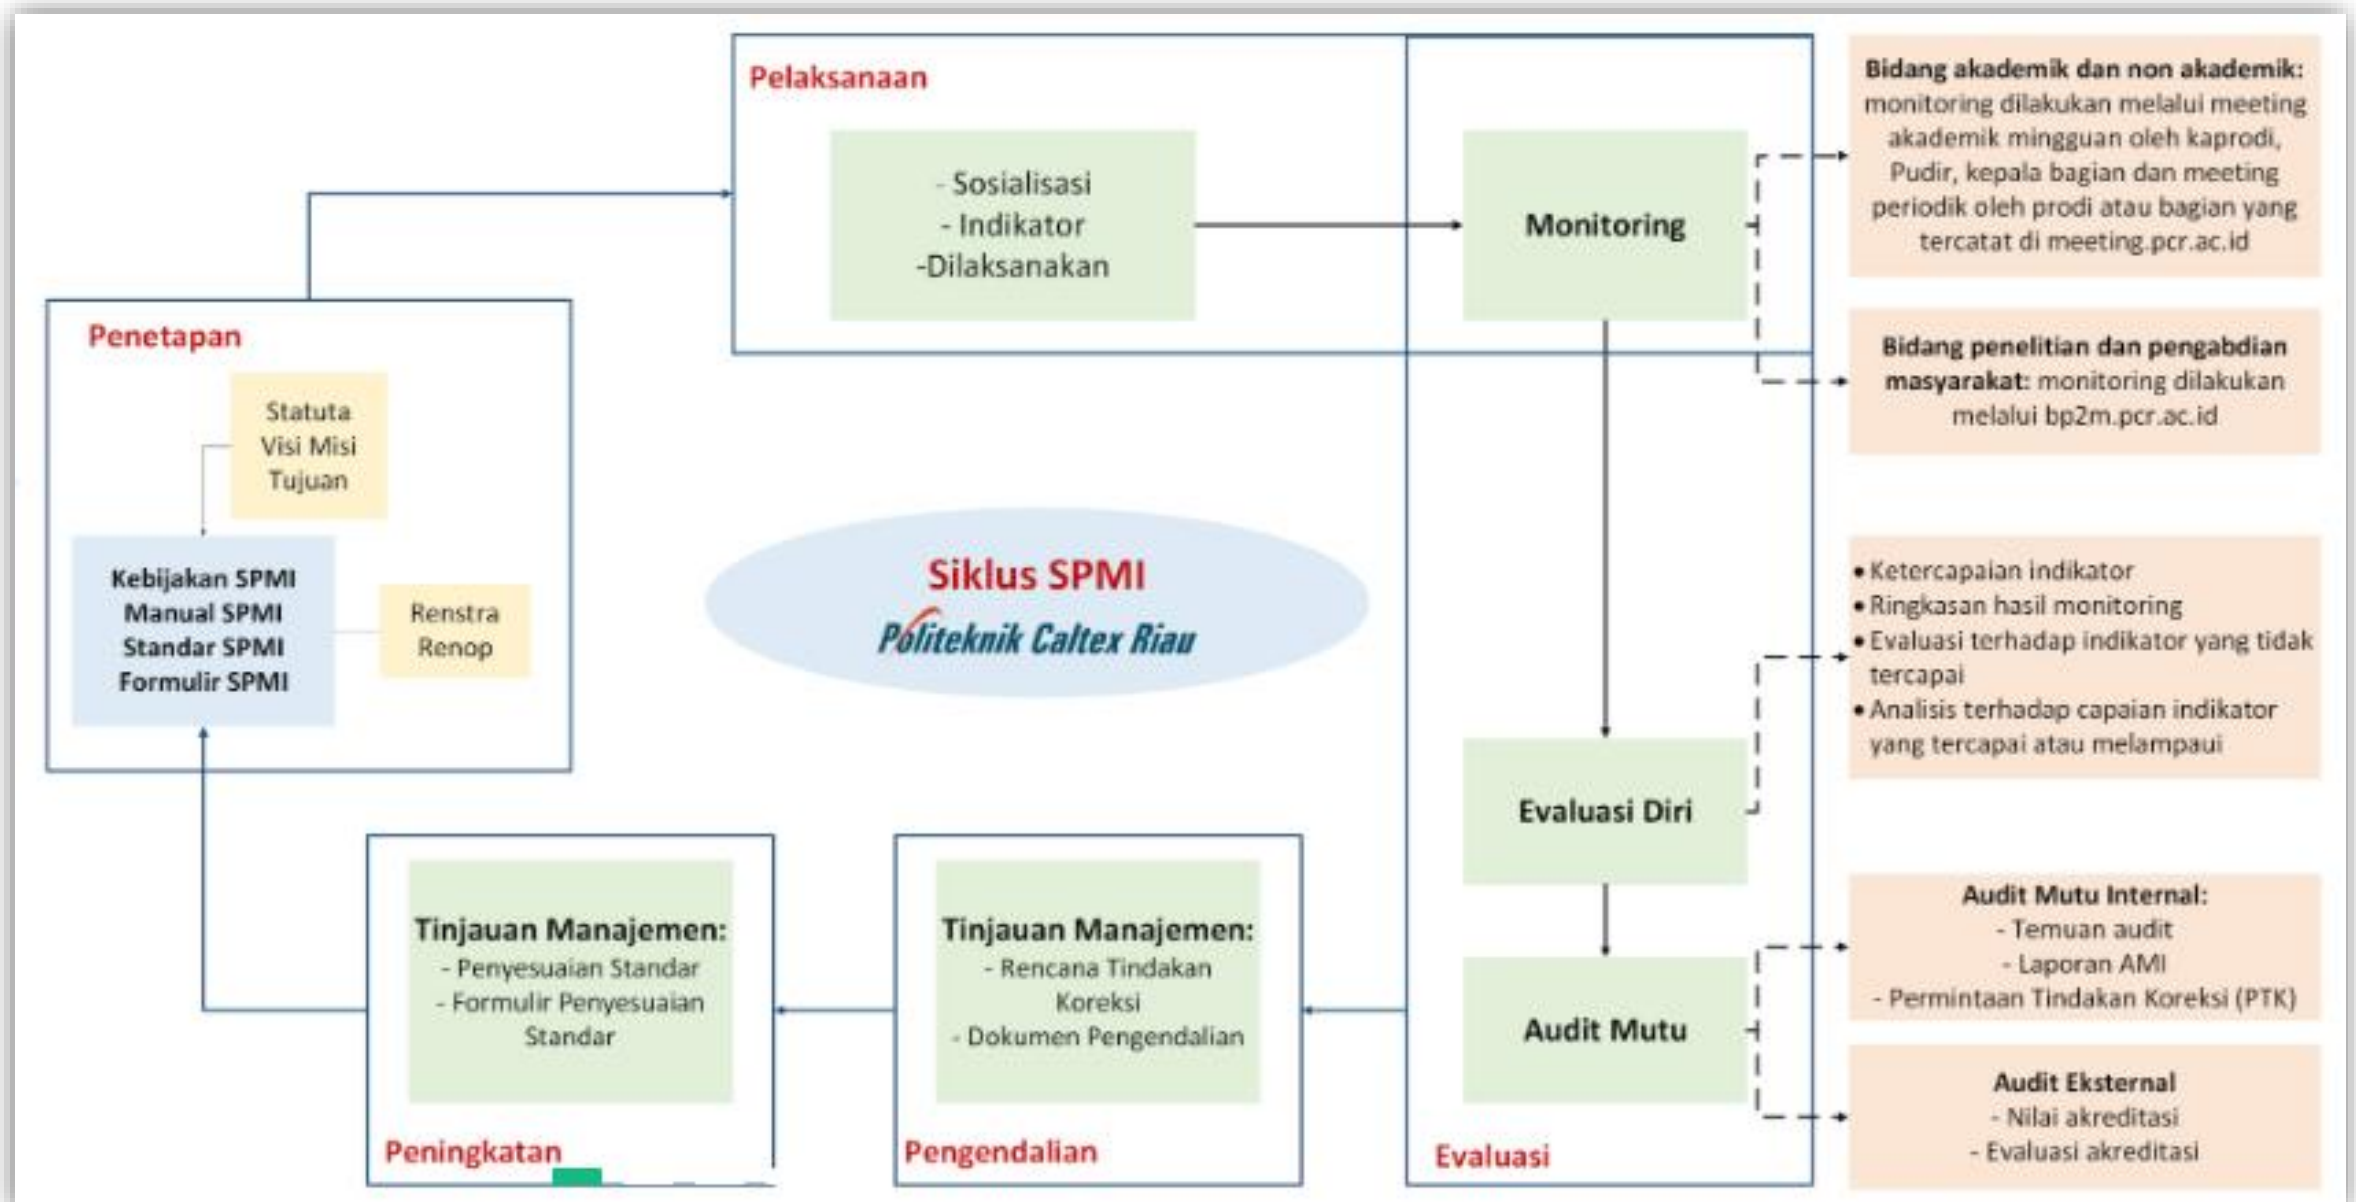 Pelaksanaan
- Sosialisasi
- Indikator
-Dilaksanakan
Monitoring
Bidang akademik dan non akademik:
monitoring dilakukan melalui meeting
akademik mingguan oleh kaprodi,
Pudir, kepala bagian dan meeting
periodik oleh prodi atau bagian yang
tercatat di meeting.pcr.ac.id
Bidang penelitian dan pengabdian
masyarakat: monitoring dilakukan
melalui bp2m.pcr.ac.id
Penetapan
Statuta
Visi Misi
Tujuan
Kebijakan SPMI
Manual SPMI
Standar SPMI
Formulir SPMI
Renstra
Renop
Siklus SPMI
Politeknik Caltex Riau
• Ketercapaian indikator
• Ringkasan hasil monitoring
• Evaluasi terhadap indikator yang tidak
tercapai
• Analisis terhadap capaian indikator
yang tercapai atau melampaui
Evaluasi Diri
Audit Mutu
Audit Mutu Internal:
- Temuan audit
- Laporan AMI
- Permintaan Tindakan Koreksi (PTK)
Audit Eksternal
- Nilai akreditasi
- Evaluasi akreditasi
Evaluasi
Tinjauan Manajemen:
- Rencana Tindakan
Koreksi
- Dokumen Pengendalian
Pengendalian
Tinjauan Manajemen:
- Penyesuaian Standar
- Formulir Penyesuaian
Standar
Peningkatan